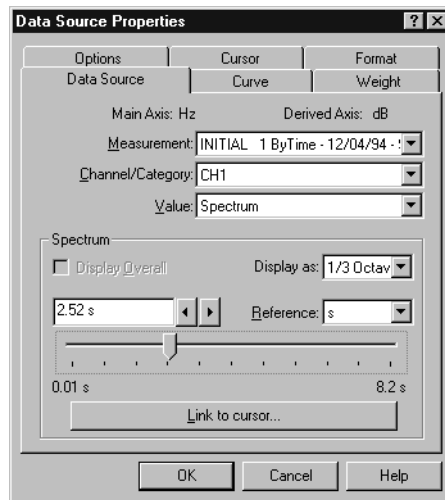 Data Source Properties
Options Cursor Format
Data Source Curve Weight
Main Axis: Hz Derived Axis: dB
Measurement: INITIAL 1 ByTime - 12/04/94 -
Channel/Category: CH1
Value: Spectrum
Spectrum
Display Overall Display as: 1/3 Octav
2.52 s Reference: s
0.01 s 8.2 s
Link to cursor...
OK Cancel Help